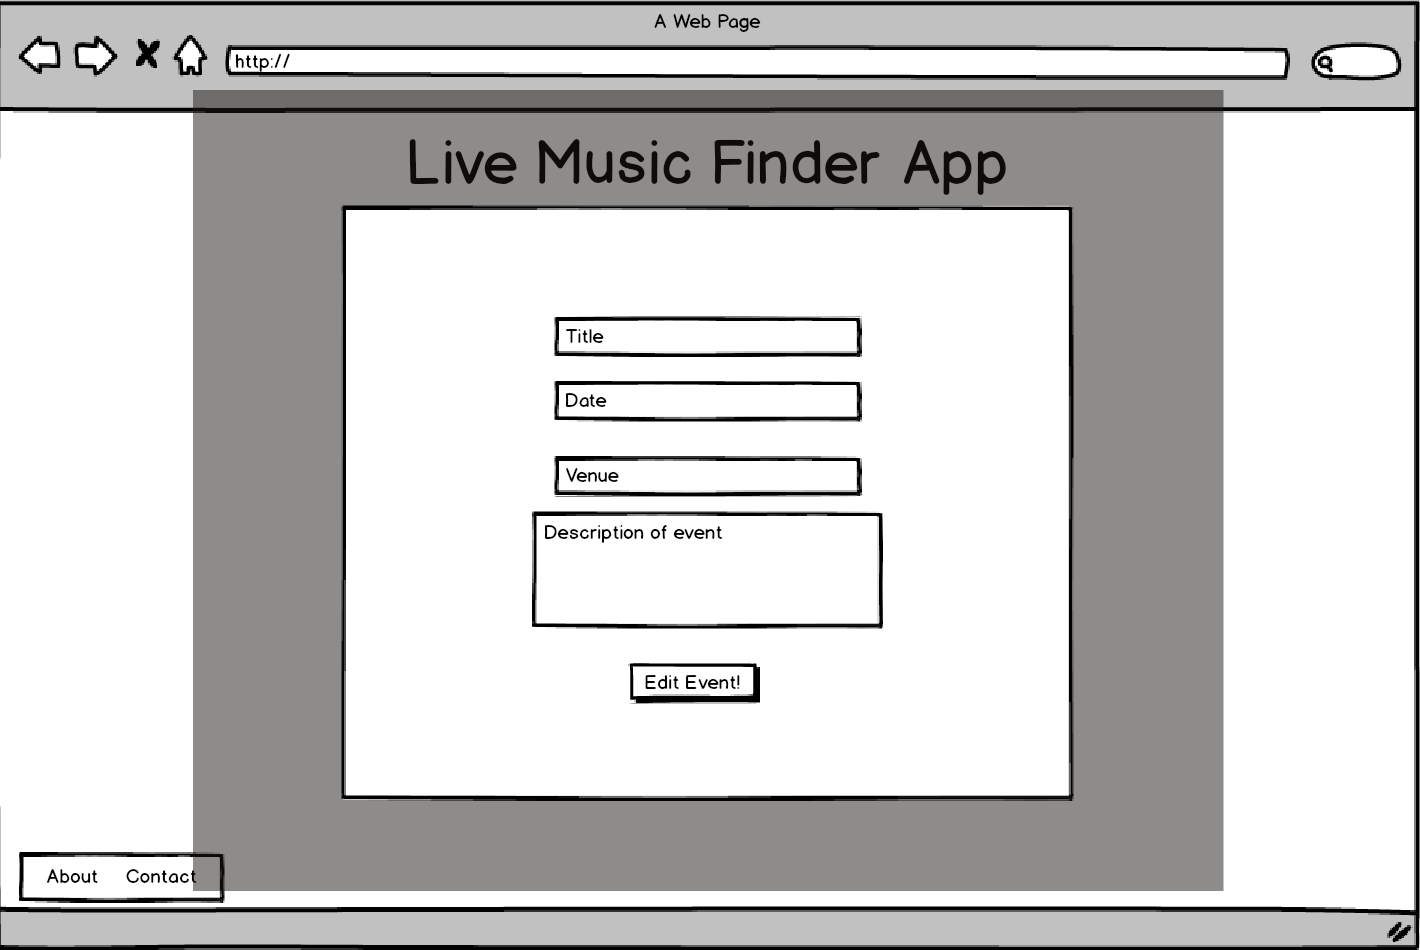 A Web Page
http://
Live Music Finder App
Title
Date
Venue
Description of event
Edit Event!
About Contact